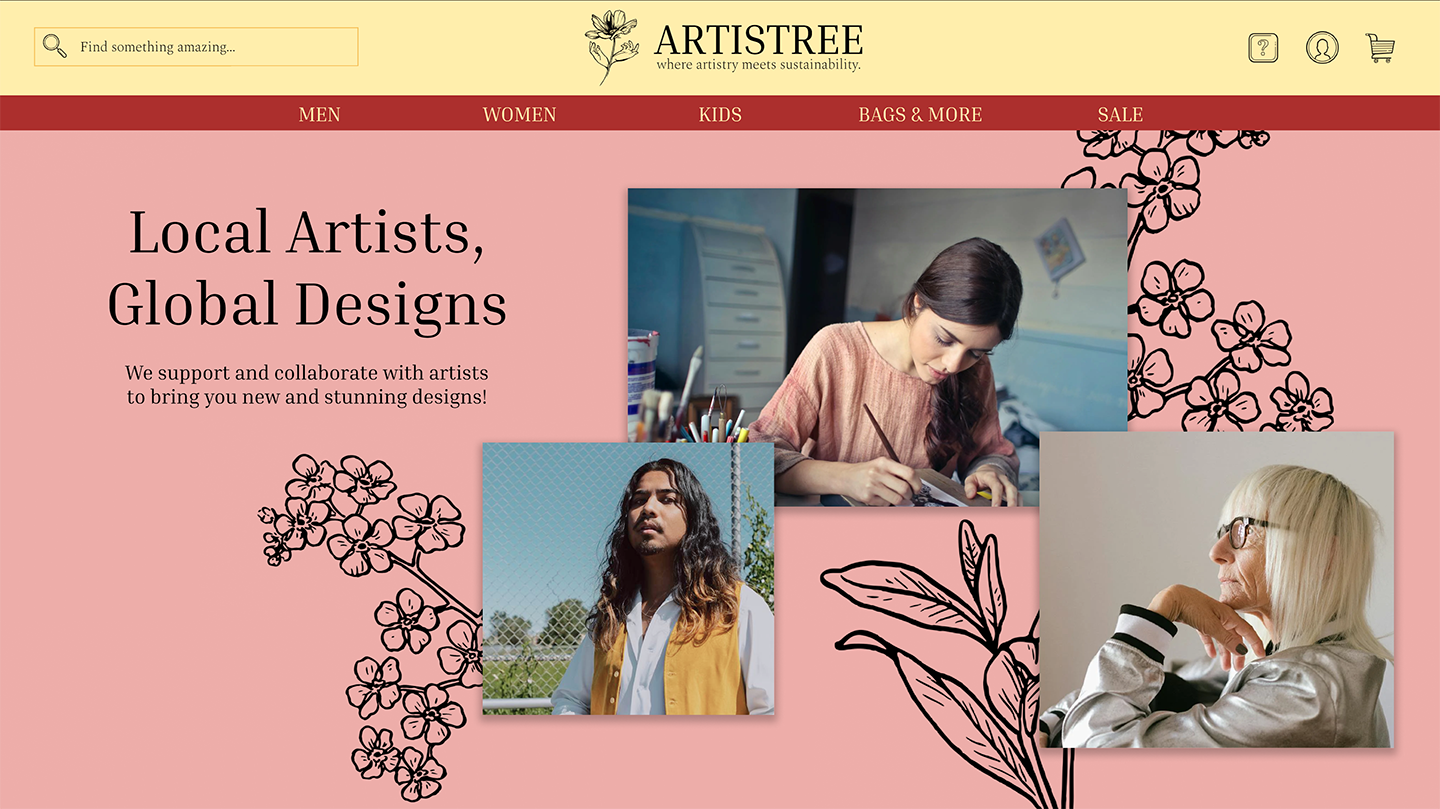 Find something amazing...
ARTISTREE
where artistry meets sustainability.
?
MEN WOMEN KIDS BAGS & MORE SALE
Local Artists,
Global Designs
We support and collaborate with artists
to bring you new and stunning designs!